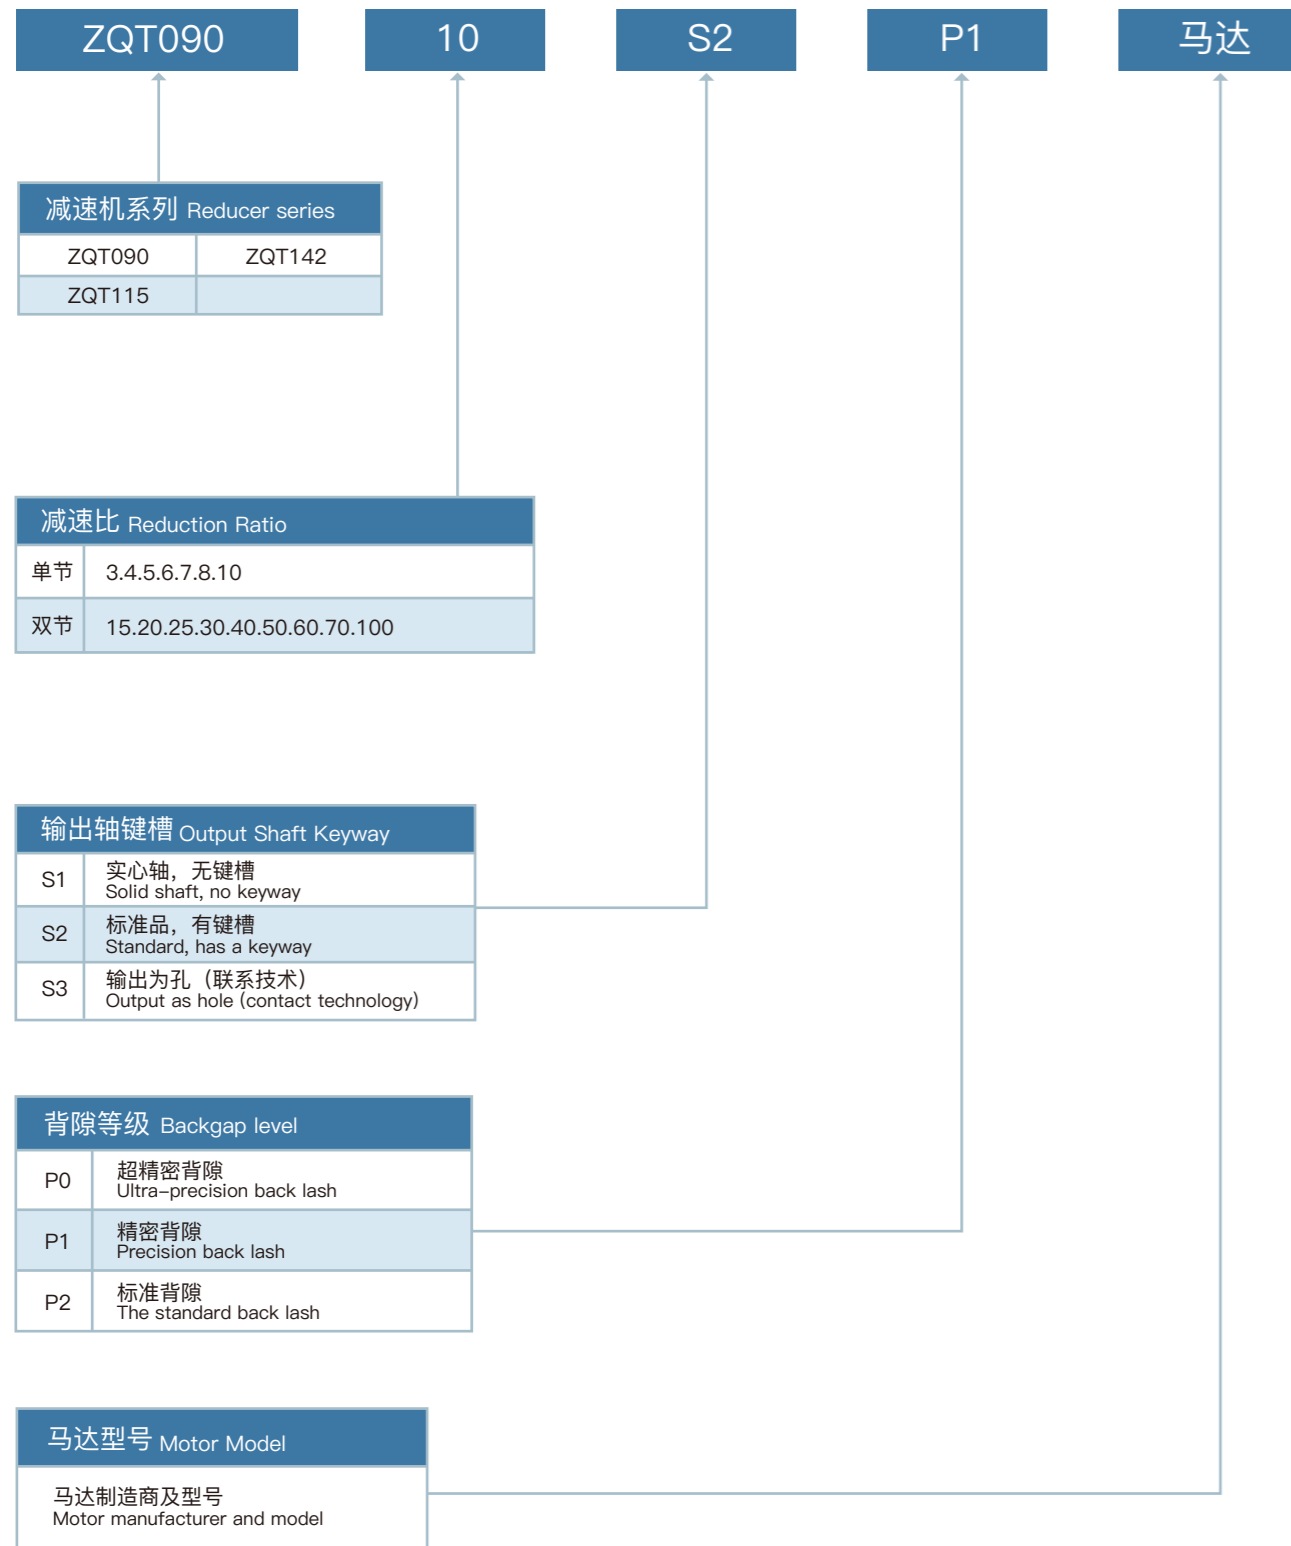 ZQT090 10 S2 P1 马达
减速机系列 Reducer series
ZQT090 ZQT142
ZQT115
减速比 Reduction Ratio
单节 3.4.5.6.7.8.10
双节 15.20.25.30.40.50.60.70.100
输出轴键槽 Output Shaft Keyway
S1 实心轴，无键槽
Solid shaft, no keyway
S2 标准品，有键槽
Standard, has a keyway
S3 输出为孔（联系技术）
Output as hole (contact technology)
背隙等级 Backgap level
P0 超精密背隙
Ultra-precision back lash
P1 精密背隙
Precision back lash
P2 标准背隙
The standard back lash
马达型号 Motor Model
马达制造商及型号
Motor manufacturer and model